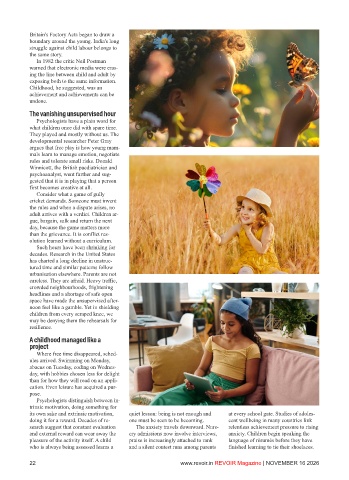 Britain's Factory Acts began to draw a
boundary around the young. India's long
struggle against child labour belongs to
the same story.
In 1982 the critic Neil Postman
warned that electronic media were eras-
ing the line between child and adult by
exposing both to the same information.
Childhood, he suggested, was an
achievement and achievements can be
undone.
The vanishing unsupervised hour
Psychologists have a plain word for
what children once did with spare time.
They played and mostly without us. The
developmental researcher Peter Gray
argues that free play is how young mam-
mals learn to manage emotion, negotiate
rules and tolerate small risks. Donald
Winnicott, the British paediatrician and
psychoanalyst, went further and sug-
gested that it is in playing that a person
first becomes creative at all.
Consider what a game of gully
cricket demands. Someone must invent
the rules and when a dispute arises, no
adult arrives with a verdict. Children ar-
gue, bargain, sulk and return the next
day, because the game matters more
than the grievance. It is conflict res-
olution learned without a curriculum.
Such hours have been shrinking for
decades. Research in the United States
has charted a long decline in unstruc-
tured time and similar patterns follow
urbanisation elsewhere. Parents are not
careless. They are afraid. Heavy traffic,
crowded neighbourhoods, frightening
headlines and a shortage of safe open
space have made the unsupervised after-
noon feel like a gamble. Yet in shielding
children from every scraped knee, we
may be denying them the rehearsals for
resilience.
A childhood managed like a
project
Where free time disappeared, sched-
ules arrived. Swimming on Monday,
abacus on Tuesday, coding on Wednes-
day, with hobbies chosen less for delight
than for how they will read on an appli-
cation. Even leisure has acquired a pur-
pose.
Psychologists distinguish between in-
trinsic motivation, doing something for
its own sake and extrinsic motivation,
doing it for a reward. Decades of re-
search suggest that constant evaluation
and external reward can wear away the
pleasure of the activity itself. A child
who is always being assessed learns a
quiet lesson: being is not enough and
one must be seen to be becoming.
The anxiety travels downward. Nurs-
ery admissions now involve interviews,
praise is increasingly attached to rank
and a silent contest runs among parents
at every school gate. Studies of adoles-
cent wellbeing in many countries link
relentless achievement pressure to rising
anxiety. Children begin speaking the
language of résumés before they have
finished learning to tie their shoelaces.
22
www.revoir.in REVOIR Magazine | NOVEMBER 16 2026